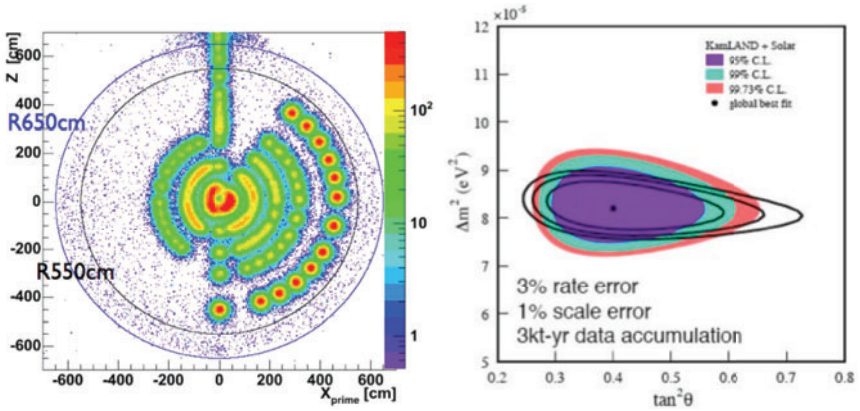 Z [cm]
600
400
200
0
-200
-400
-600
R650cm
R550cm
-600 -400 -200 0 200 400 600
X prime [cm]
10²
10
1
12 ×10⁻⁵
11
10
9
8
7
6
5
Δm² (eV²)
KamLAND + Solar
95% C.L.
99% C.L.
99.73% C.L.
global best fit
3% rate error
1% scale error
3kt-yr data accumulation
0.2 0.3 0.4 0.5 0.6 0.7 0.8
tan²θ